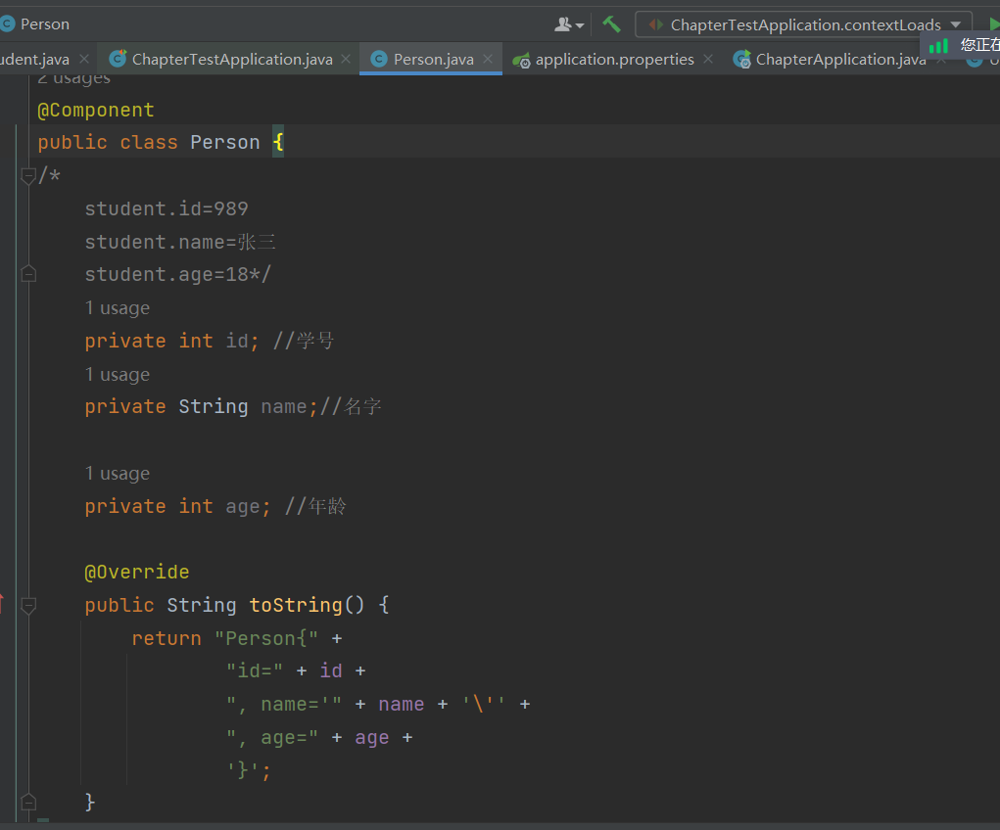 Person
ChapterTestApplication.contextLoads
udent.java
ChapterTestApplication.java
Person.java
application.properties
ChapterApplication.java
您正在
2 usages
@Component
public class Person {
/*
student.id=989
student.name=张三
student.age=18*/
1 usage
private int id; //学号
1 usage
private String name;//名字
1 usage
private int age; //年龄
@Override
public String toString() {
return "Person{" +
"id=" + id +
", name='" + name + '\'' +
", age=" + age +
'}';
}